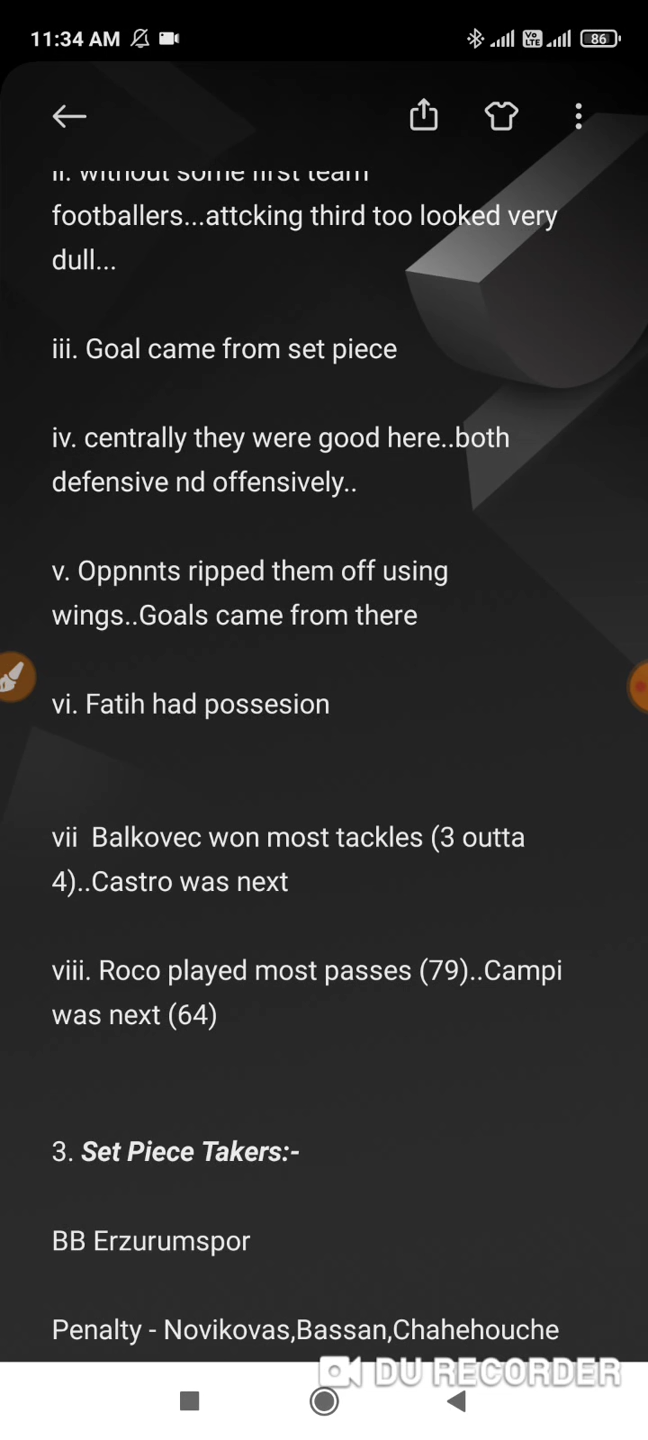 11:34 AM
Vo LTE
86
ii. Without some first team
footballers...attcking third too looked very
dull...
iii. Goal came from set piece
iv. centrally they were good here..both
defensive nd offensively..
v. Oppnnts ripped them off using
wings..Goals came from there
vi. Fatih had possesion
vii  Balkovec won most tackles (3 outta
4)..Castro was next
viii. Roco played most passes (79)..Campi
was next (64)
3. Set Piece Takers:-
BB Erzurumspor
Penalty - Novikovas,Bassan,Chahehouche
DU RECORDER